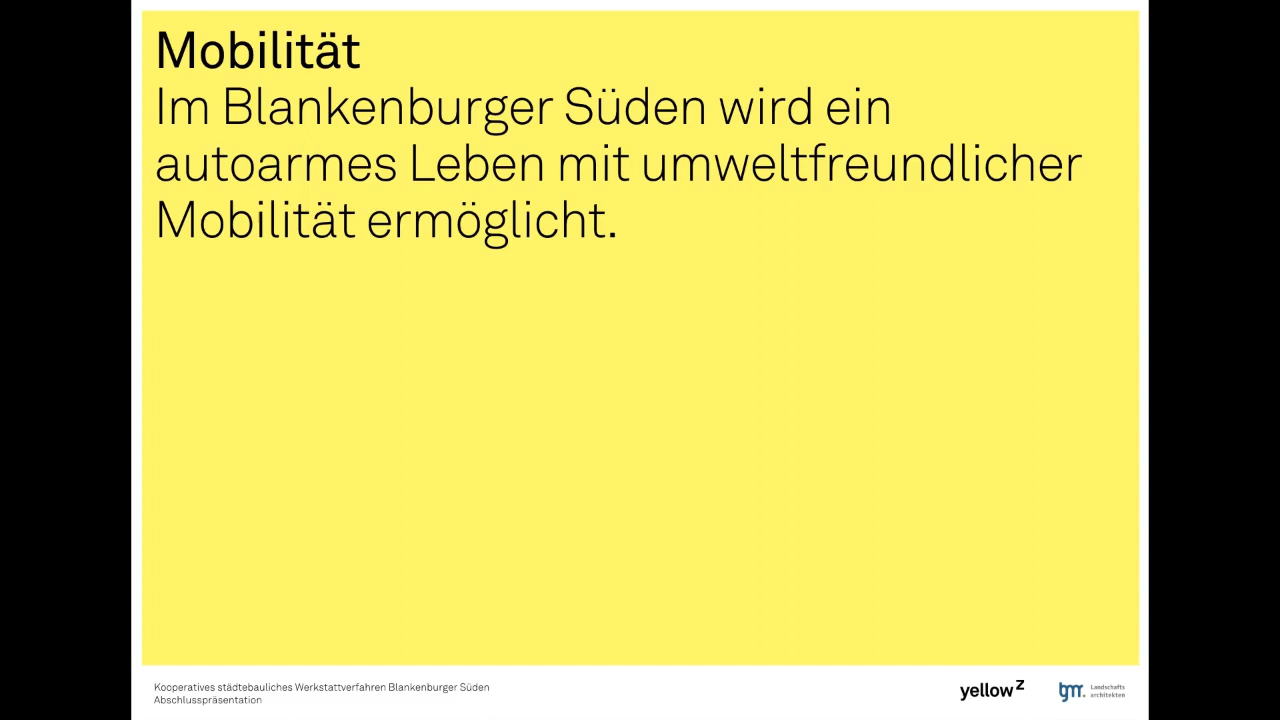 Mobilität
Im Blankenburger Süden wird ein
autoarmes Leben mit umweltfreundlicher
Mobilität ermöglicht.
Kooperatives städtebauliches Werkstattverfahren Blankenburger Süden
Abschlusspräsentation
yellow z
gm. Landschafts
architekten